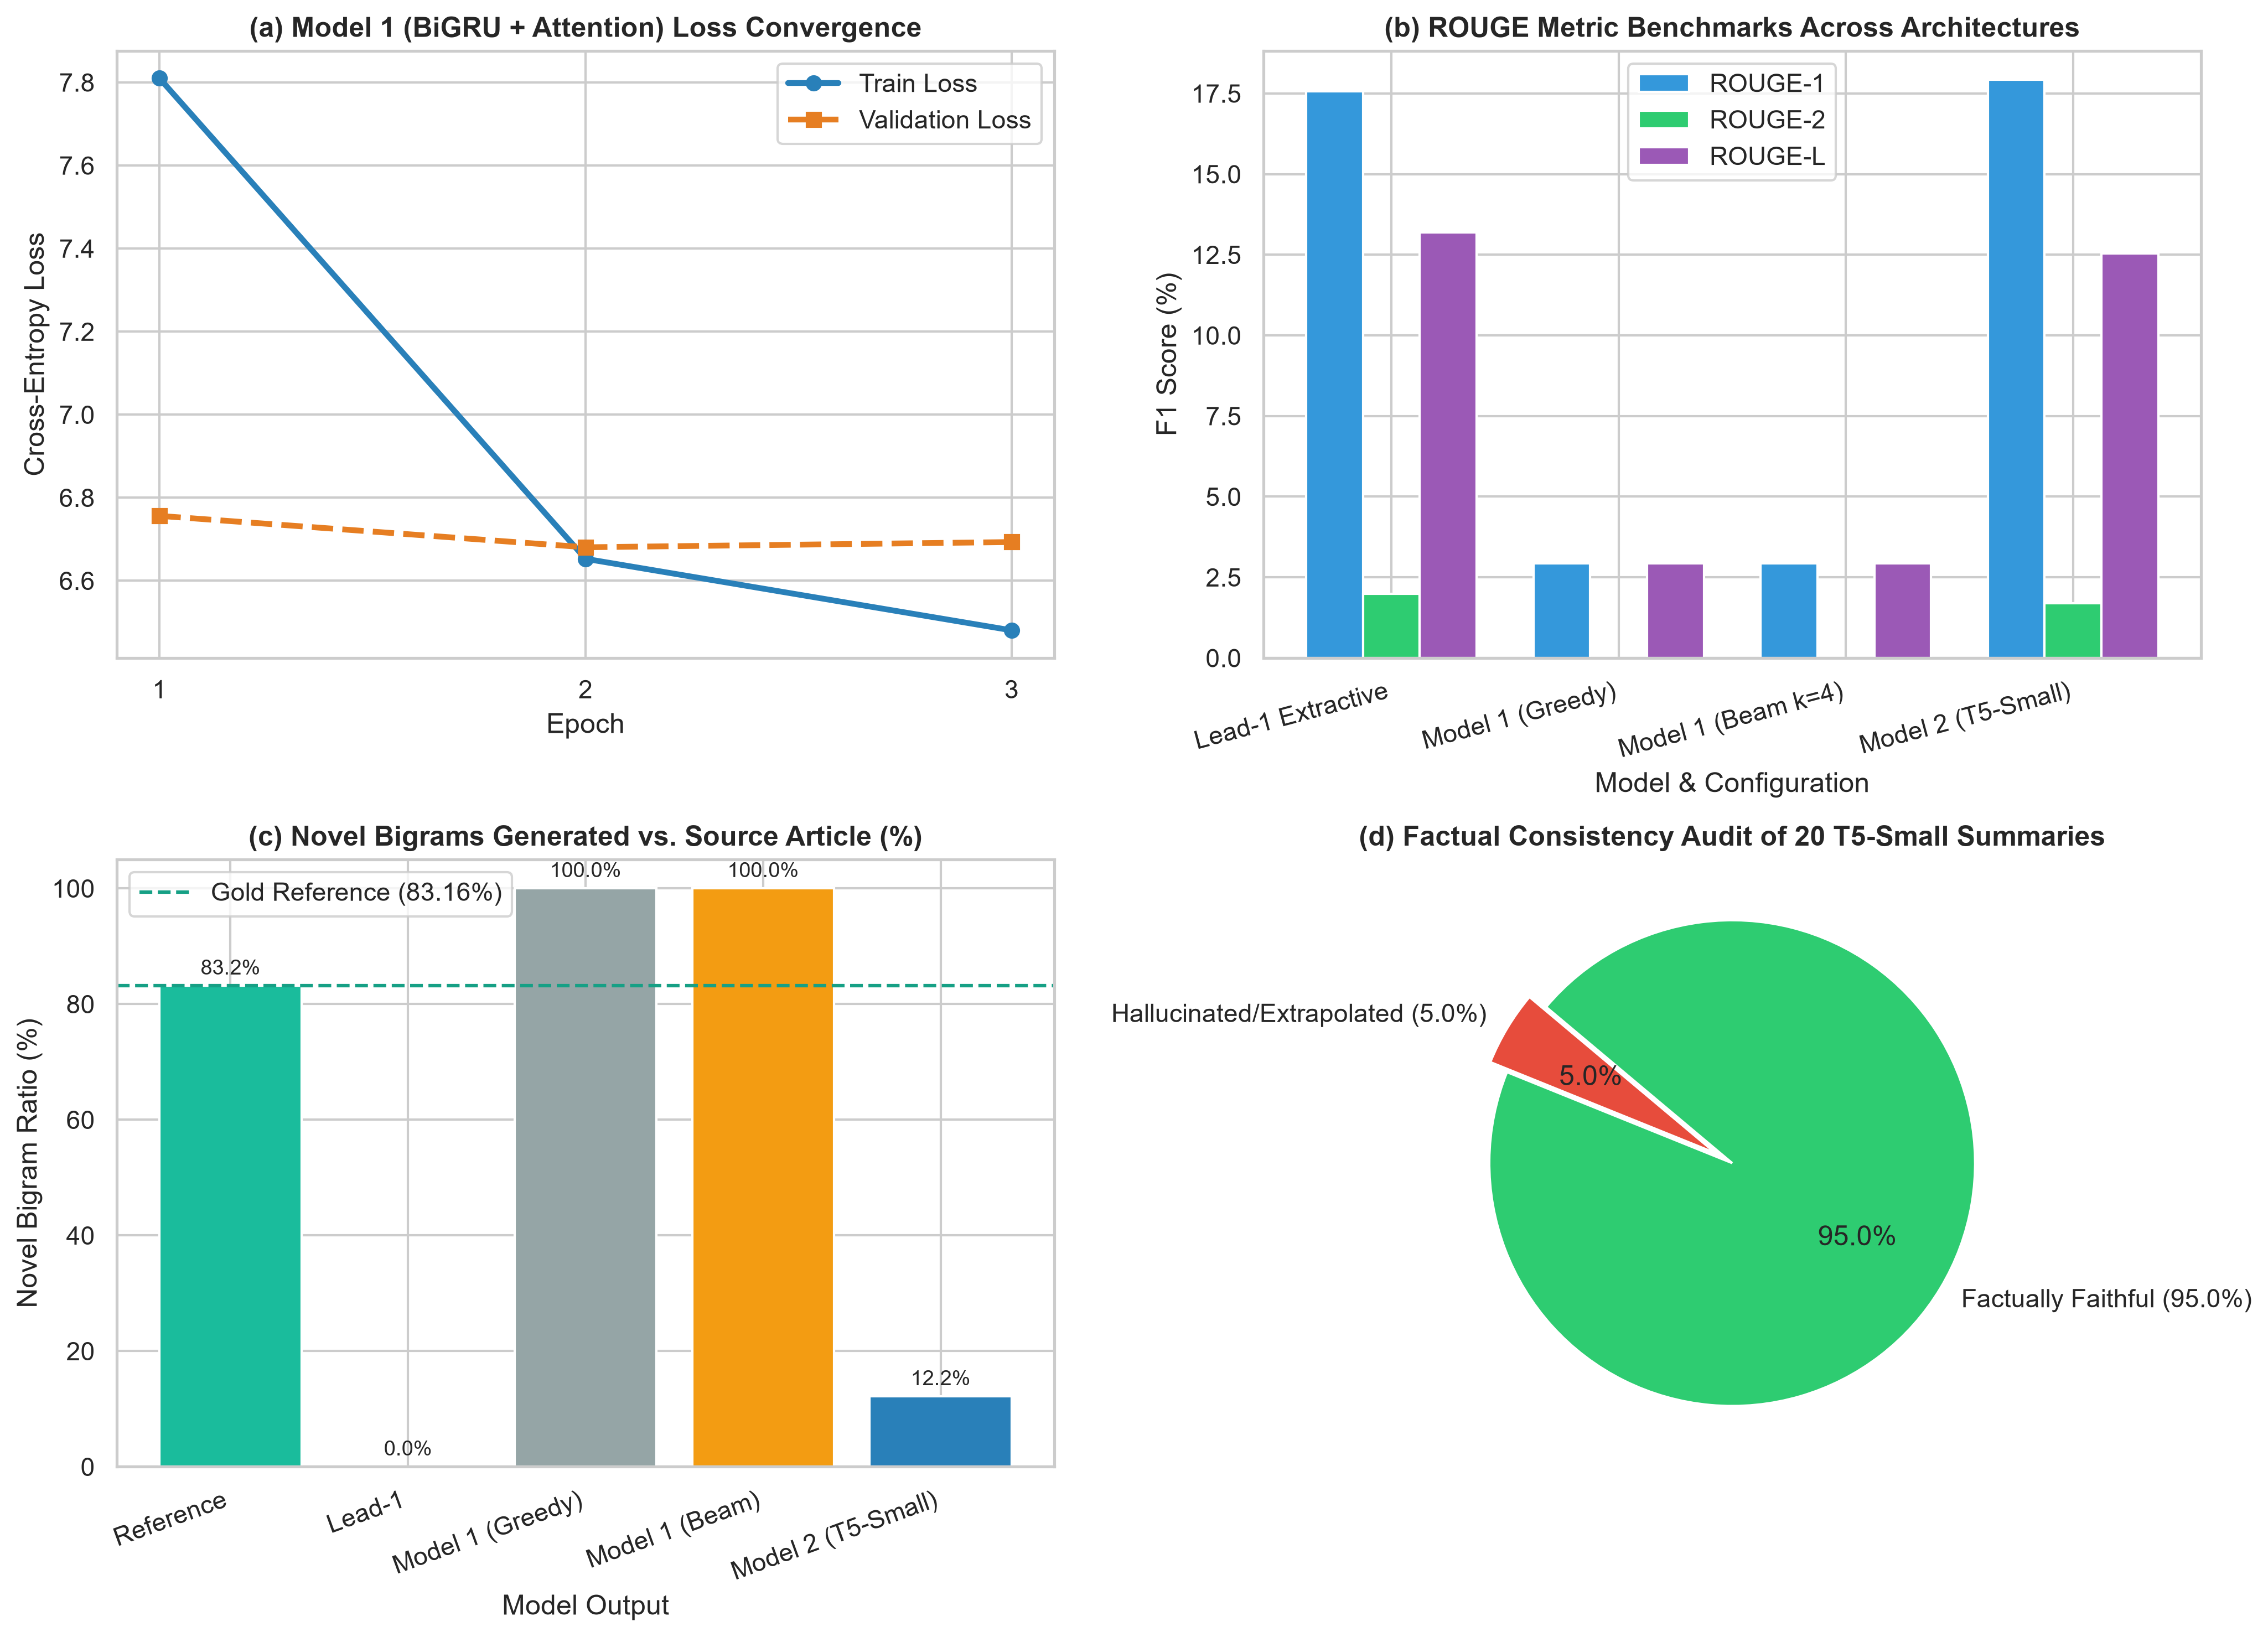 (a) Model 1 (BiGRU + Attention) Loss Convergence
Train Loss
Validation Loss
7.8
7.6
7.4
7.2
7.0
6.8
6.6
Cross-Entropy Loss
1
2
3
Epoch
(b) ROUGE Metric Benchmarks Across Architectures
ROUGE-1
ROUGE-2
ROUGE-L
17.5
15.0
12.5
10.0
7.5
5.0
2.5
0.0
F1 Score (%)
Lead-1 Extractive
Model 1 (Greedy)
Model 1 (Beam k=4)
Model 2 (T5-Small)
Model & Configuration
(c) Novel Bigrams Generated vs. Source Article (%)
Gold Reference (83.16%)
100
80
60
40
20
0
Novel Bigram Ratio (%)
83.2%
0.0%
100.0%
100.0%
12.2%
Reference
Lead-1
Model 1 (Greedy)
Model 1 (Beam)
Model 2 (T5-Small)
Model Output
(d) Factual Consistency Audit of 20 T5-Small Summaries
Hallucinated/Extrapolated (5.0%)
5.0%
95.0%
Factually Faithful (95.0%)